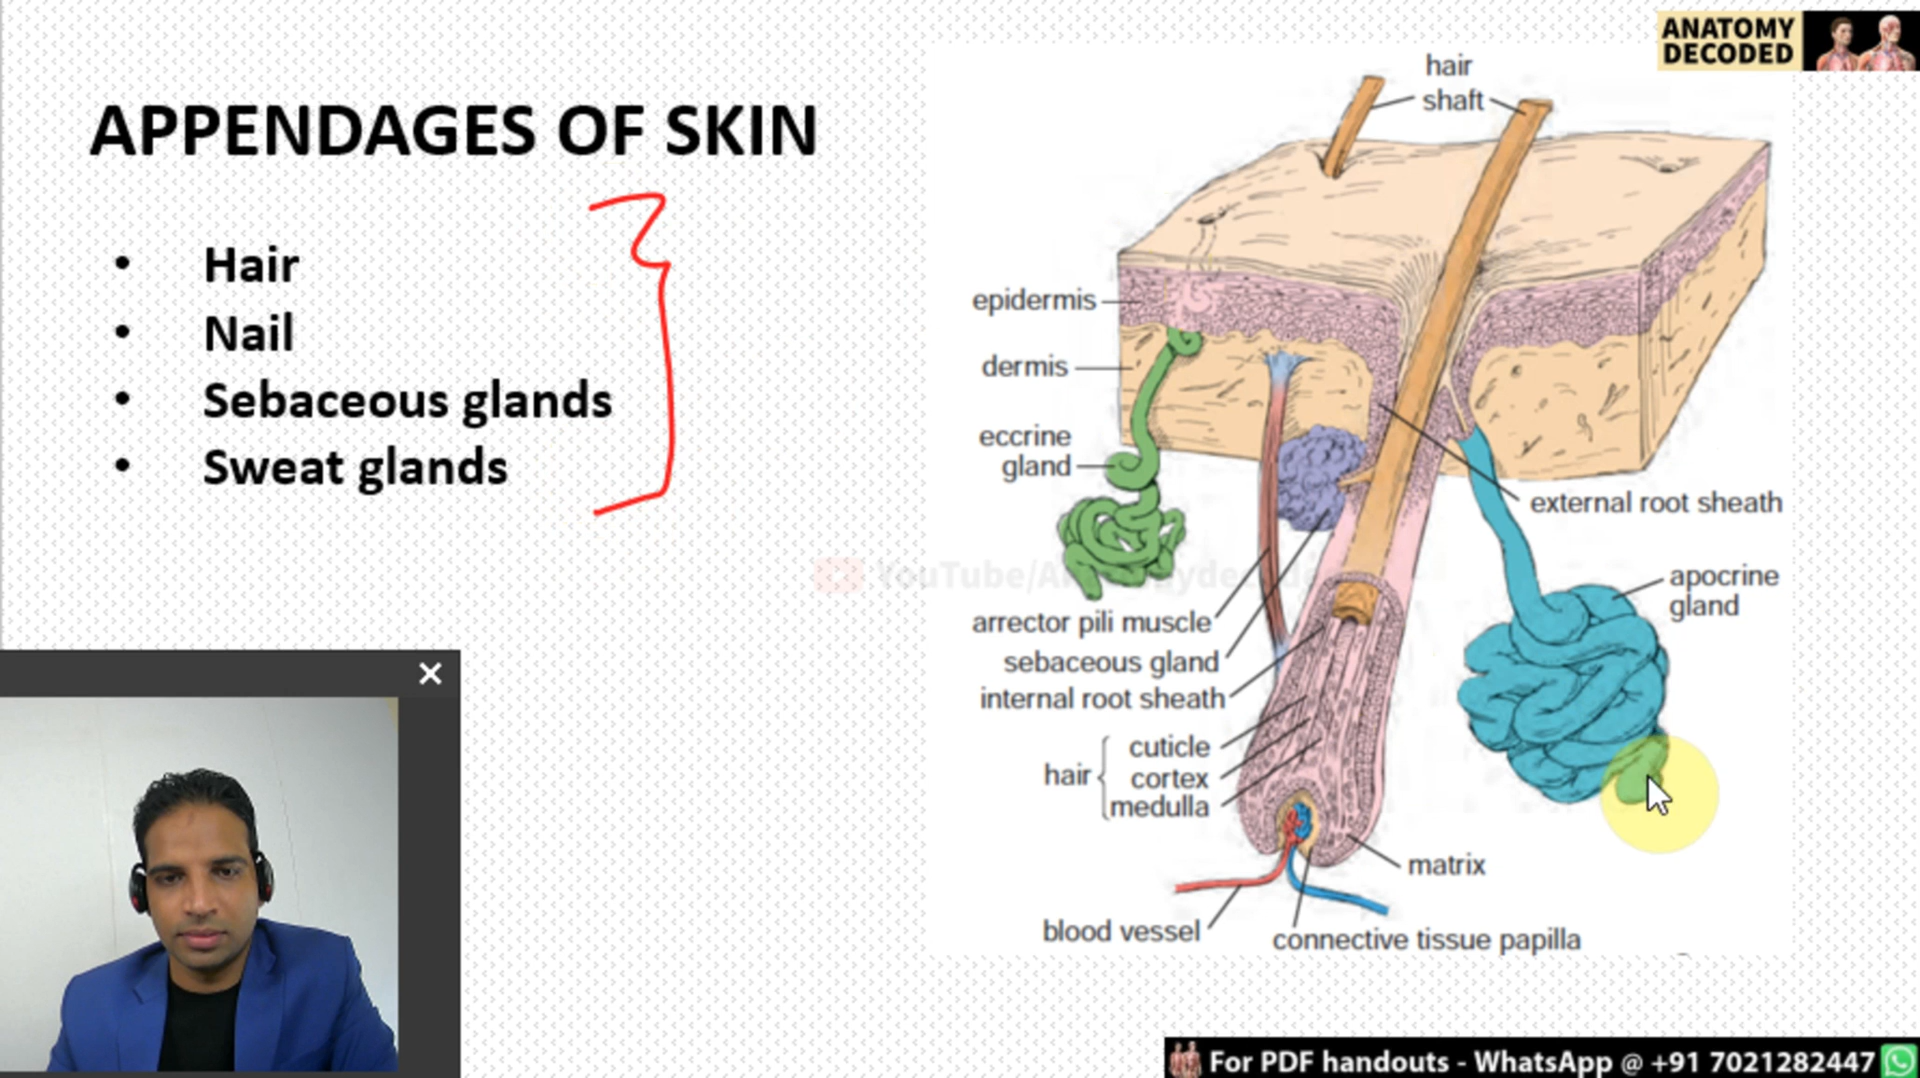 ANATOMY
DECODED
APPENDAGES OF SKIN
• Hair
• Nail
• Sebaceous glands
• Sweat glands
hair
shaft
epidermis
dermis
eccrine
gland
external root sheath
apocrine
gland
arrector pili muscle
sebaceous gland
internal root sheath
hair
cuticle
cortex
medulla
matrix
blood vessel
connective tissue papilla
For PDF handouts - WhatsApp @ +91 7021282447